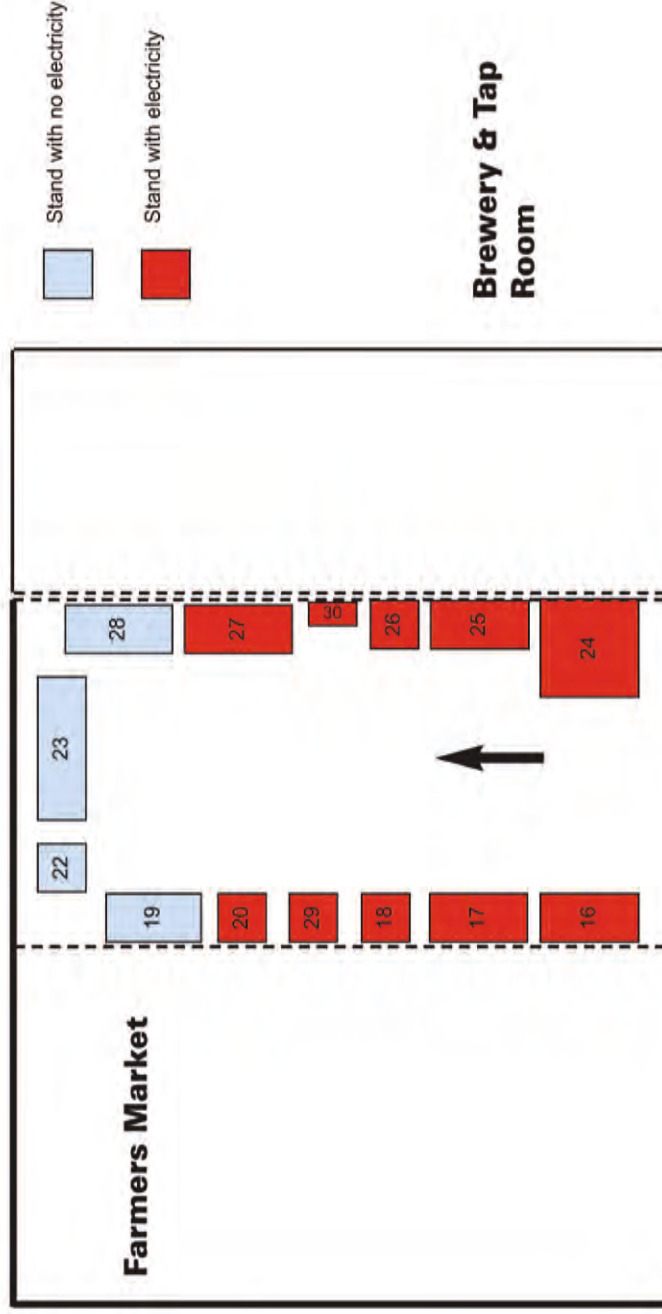 Stand with no electricity
Stand with electricity
Brewery & Tap
Room
Farmers Market
28
27
30
26
25
24
23
22
19
20
29
18
17
16